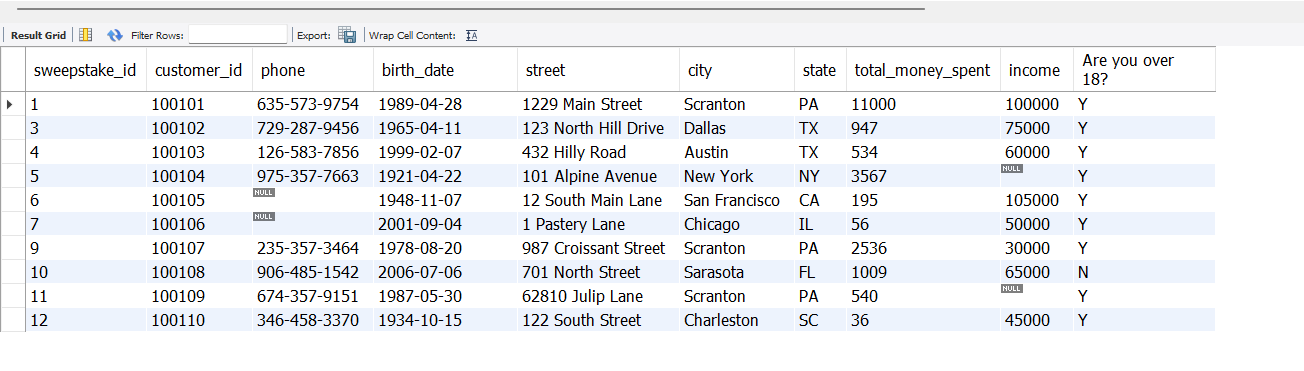 Result Grid Filter Rows: Export: Wrap Cell Content:
sweepstake_id customer_id phone birth_date street city state total_money_spent income Are you over 18?
1 100101 635-573-9754 1989-04-28 1229 Main Street Scranton PA 11000 100000 Y
3 100102 729-287-9456 1965-04-11 123 North Hill Drive Dallas TX 947 75000 Y
4 100103 126-583-7856 1999-02-07 432 Hilly Road Austin TX 534 60000 Y
5 100104 975-357-7663 1921-04-22 101 Alpine Avenue New York NY 3567 NULL Y
6 100105 NULL 1948-11-07 12 South Main Lane San Francisco CA 195 105000 Y
7 100106 NULL 2001-09-04 1 Pastery Lane Chicago IL 56 50000 Y
9 100107 235-357-3464 1978-08-20 987 Croissant Street Scranton PA 2536 30000 Y
10 100108 906-485-1542 2006-07-06 701 North Street Sarasota FL 1009 65000 N
11 100109 674-357-9151 1987-05-30 62810 Julip Lane Scranton PA 540 NULL Y
12 100110 346-458-3370 1934-10-15 122 South Street Charleston SC 36 45000 Y